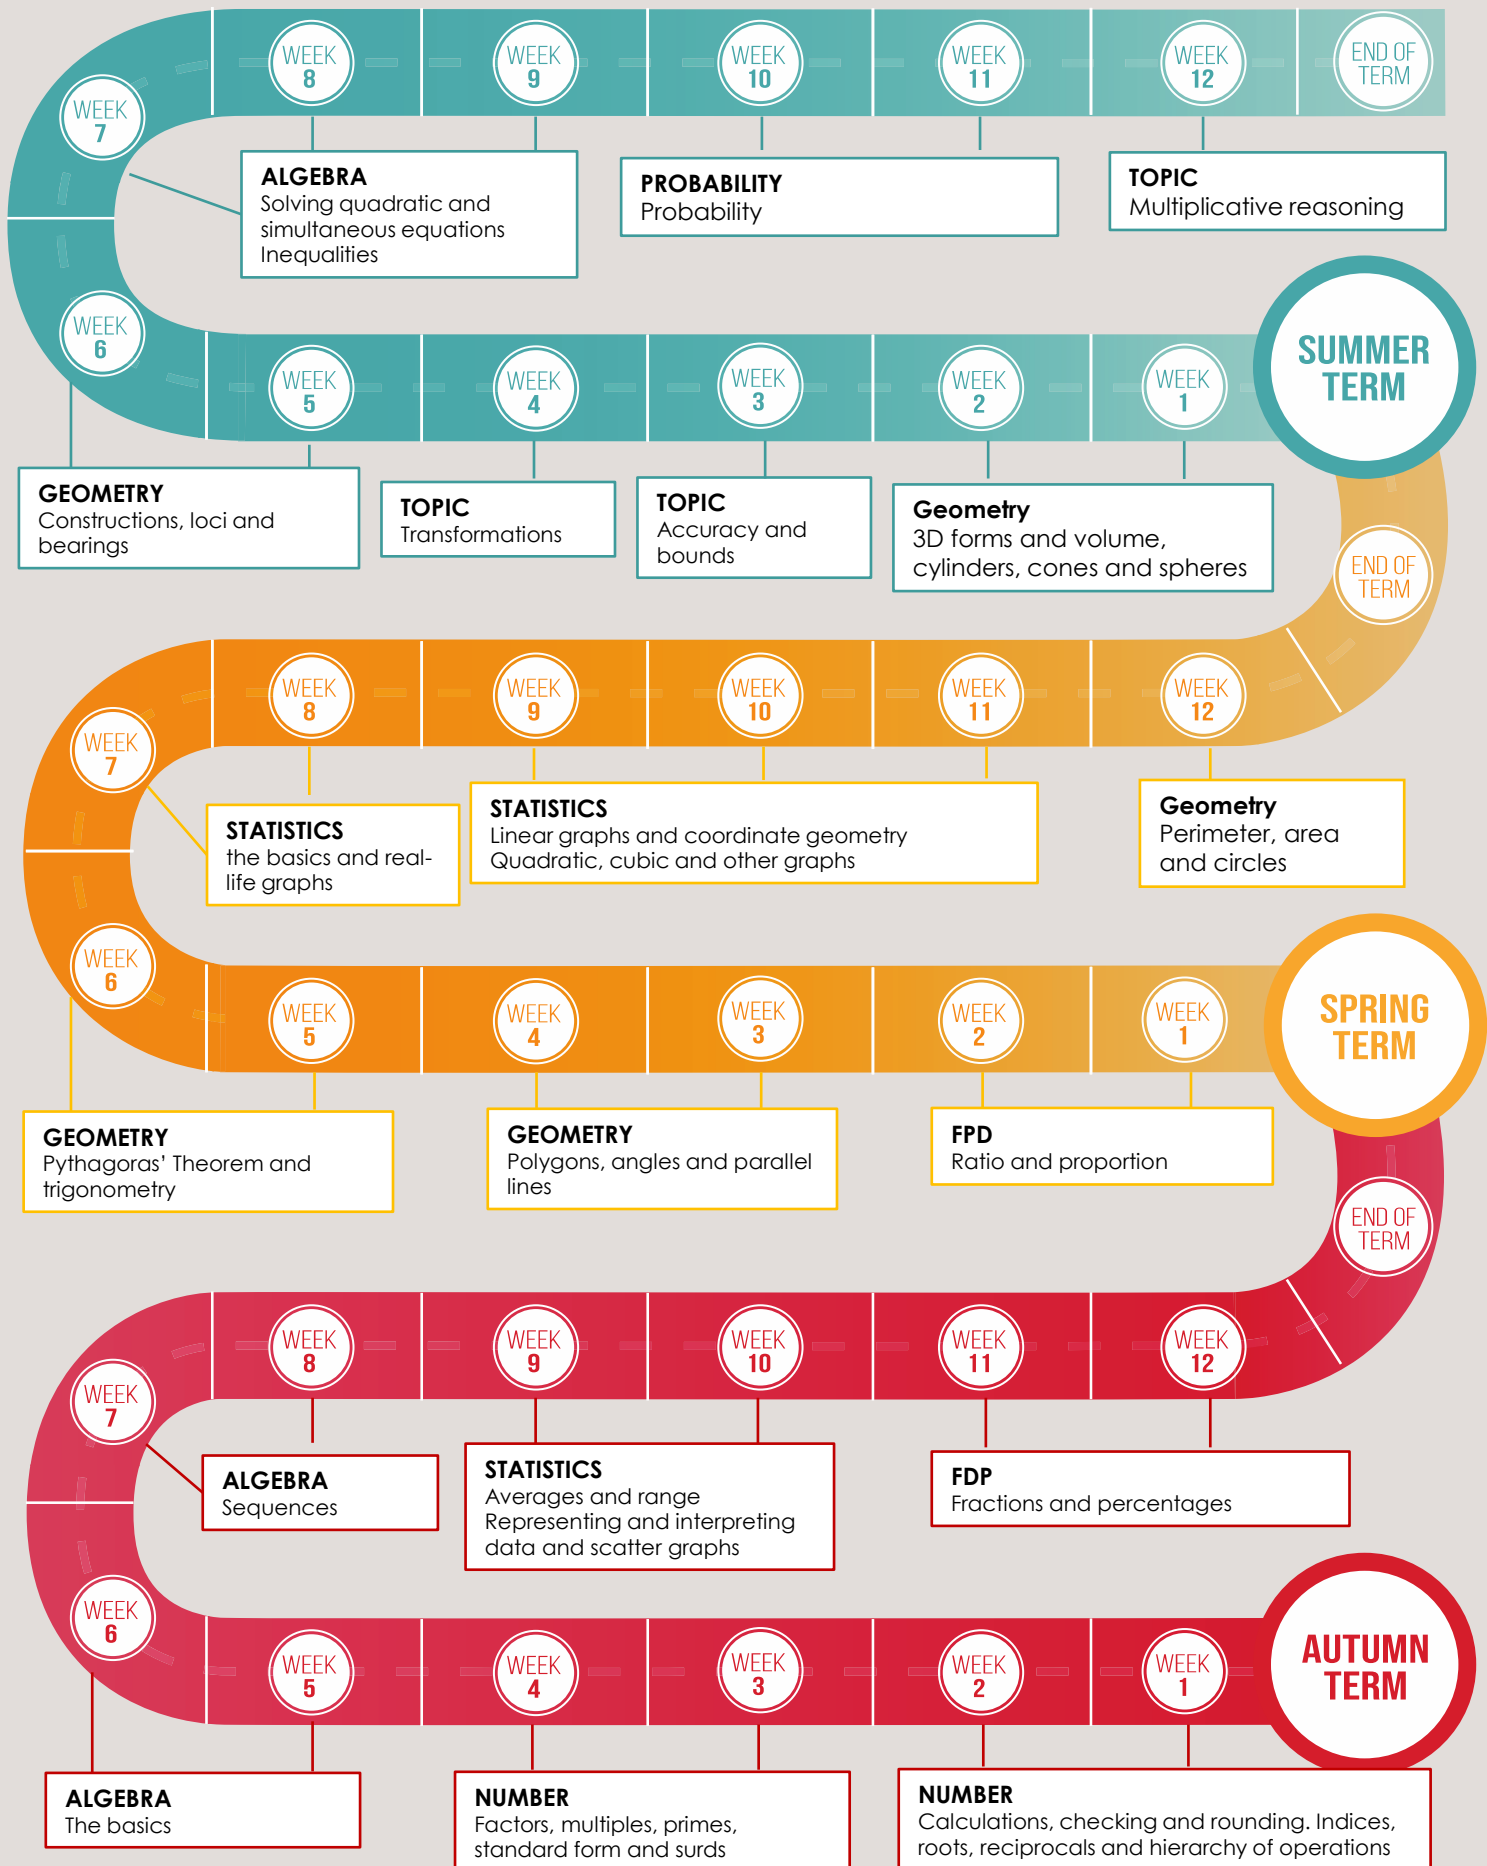 WEEK
7
WEEK
8
WEEK
9
WEEK
10
WEEK
11
WEEK
12
END OF
TERM
ALGEBRA
Solving quadratic and
simultaneous equations
Inequalities
PROBABILITY
Probability
TOPIC
Multiplicative reasoning
WEEK
6
WEEK
5
WEEK
4
WEEK
3
WEEK
2
WEEK
1
SUMMER
TERM
GEOMETRY
Constructions, loci and
bearings
TOPIC
Transformations
TOPIC
Accuracy and
bounds
Geometry
3D forms and volume,
cylinders, cones and spheres
END OF
TERM
WEEK
7
WEEK
8
WEEK
9
WEEK
10
WEEK
11
WEEK
12
STATISTICS
the basics and real-
life graphs
STATISTICS
Linear graphs and coordinate geometry
Quadratic, cubic and other graphs
Geometry
Perimeter, area
and circles
WEEK
6
WEEK
5
WEEK
4
WEEK
3
WEEK
2
WEEK
1
SPRING
TERM
GEOMETRY
Pythagoras' Theorem and
trigonometry
GEOMETRY
Polygons, angles and parallel
lines
FPD
Ratio and proportion
END OF
TERM
WEEK
7
WEEK
8
WEEK
9
WEEK
10
WEEK
11
WEEK
12
ALGEBRA
Sequences
STATISTICS
Averages and range
Representing and interpreting
data and scatter graphs
FDP
Fractions and percentages
WEEK
6
WEEK
5
WEEK
4
WEEK
3
WEEK
2
WEEK
1
AUTUMN
TERM
ALGEBRA
The basics
NUMBER
Factors, multiples, primes,
standard form and surds
NUMBER
Calculations, checking and rounding. Indices,
roots, reciprocals and hierarchy of operations